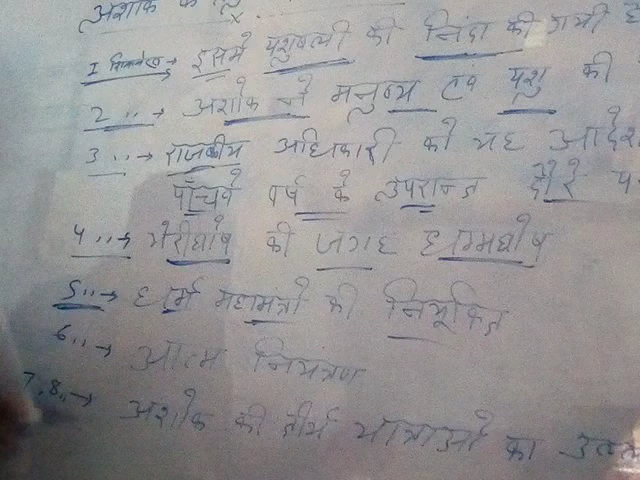 अशोक के
I शिलालेख → इसमें पशुबली की निंदा की गयी है
2 ,, → अशोक ने मनुष्य एवं पशु की
3 ,, → राजकीय अधिकारी को यह आदेश
पाँचवे वर्ष के उपरान्त दौरे प
4 ,, → भेरीघोष की जगह धम्मघोष
5 ,, → धर्म महामंत्रो की नियुक्ति
6 ,, → आत्म नियंत्रण
7,8,, → अशोक की तीर्थ यात्राओ का उल्ल